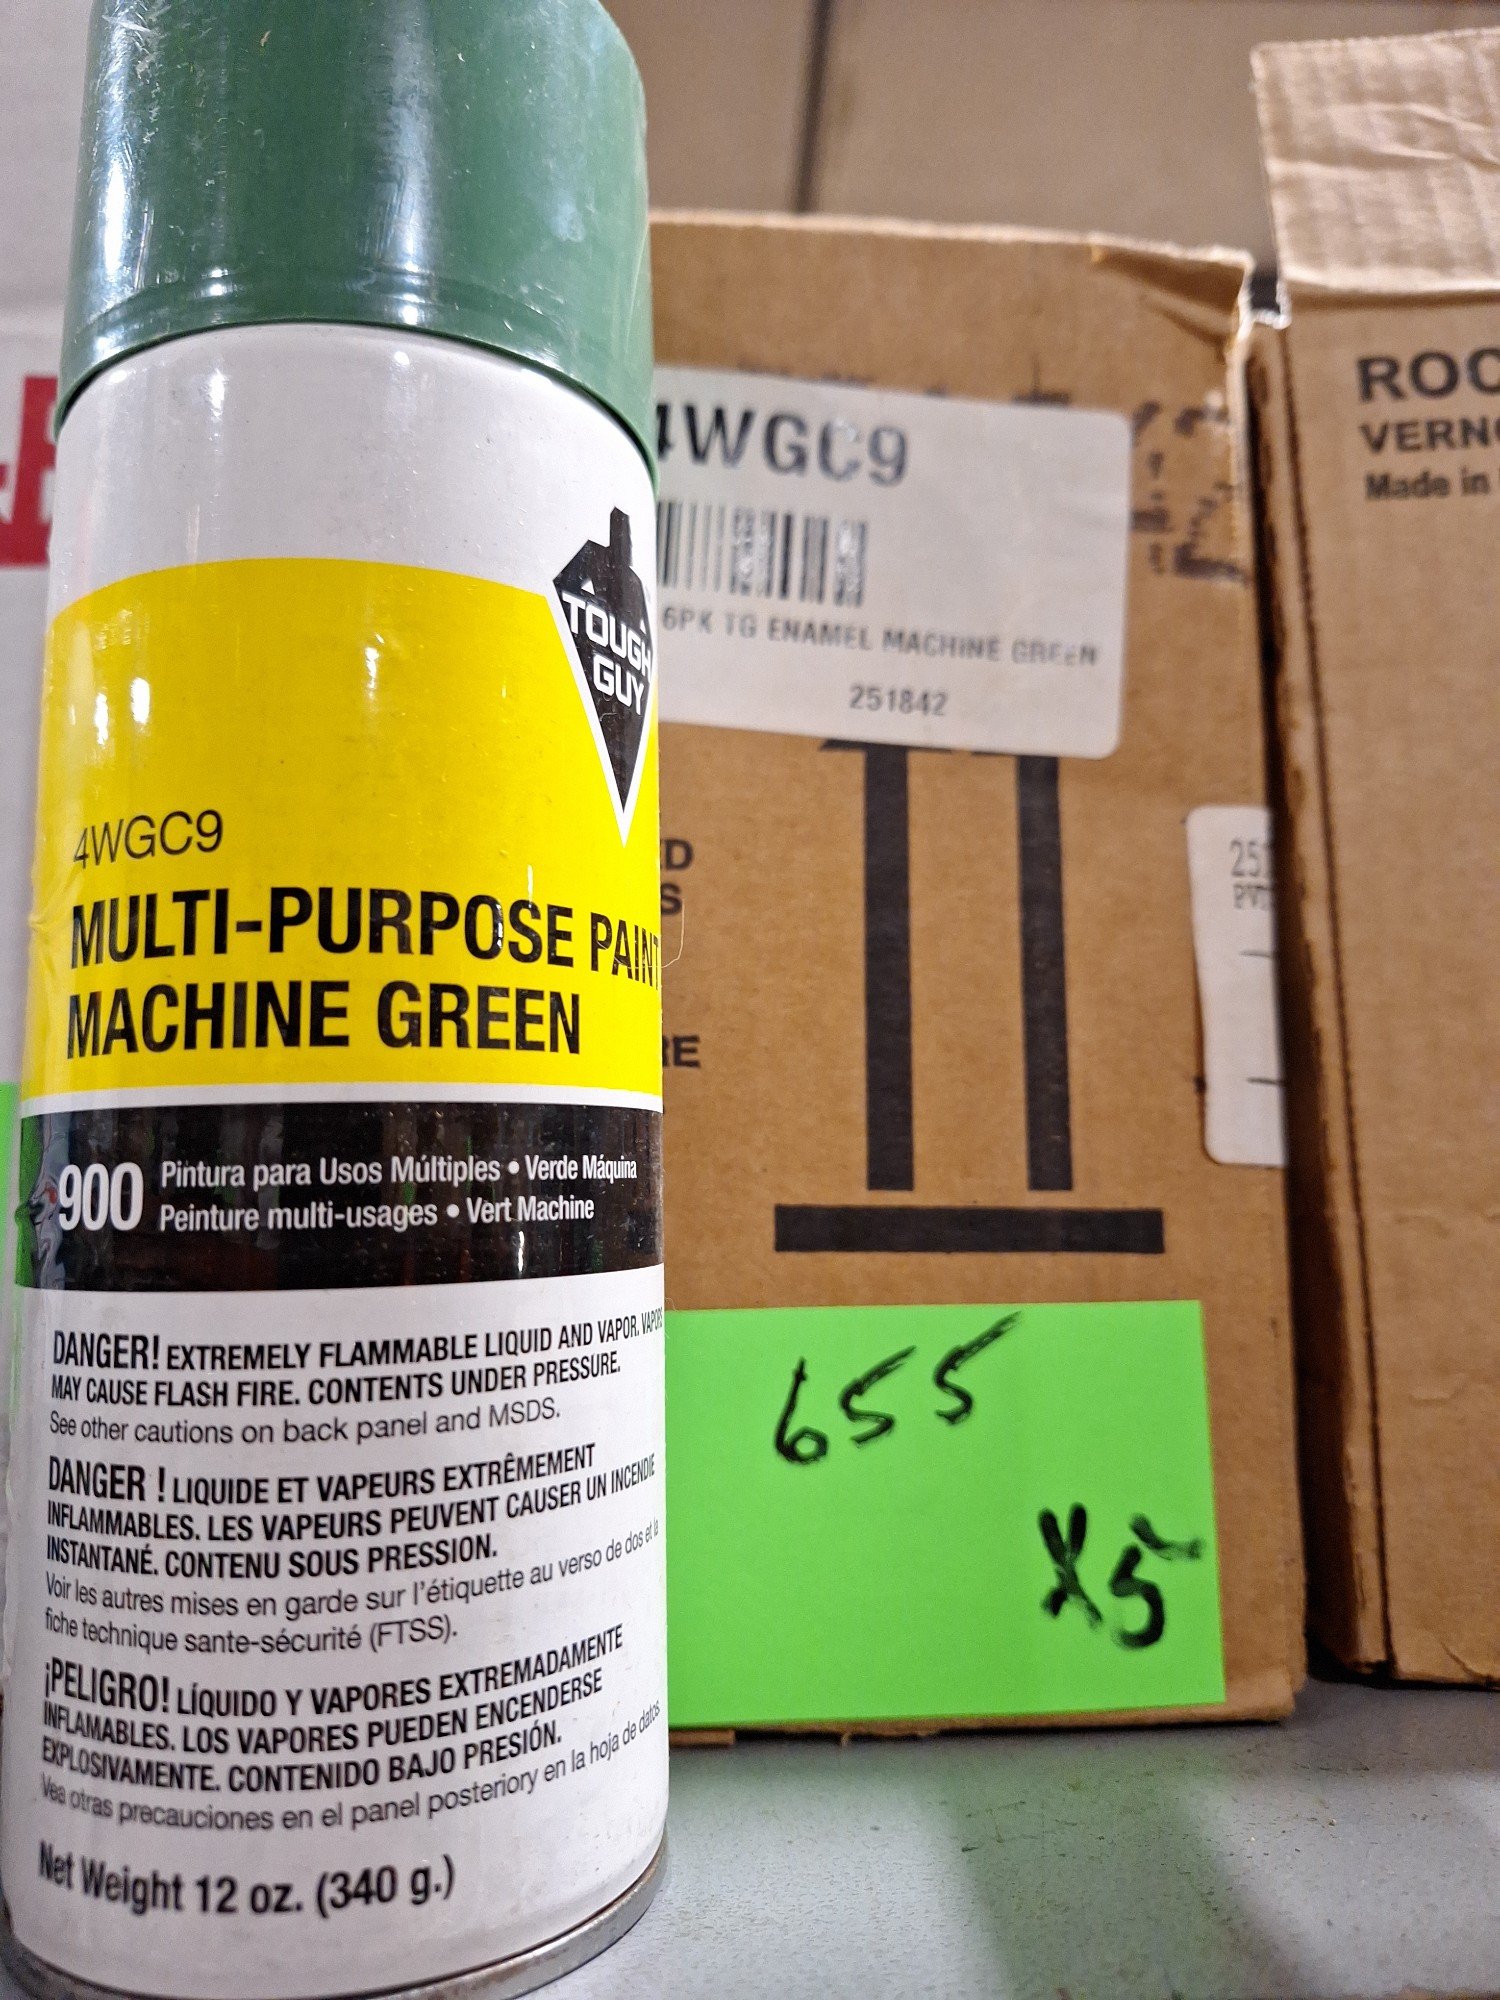 TOUGH
GUY
4WGC9
MULTI-PURPOSE PAINT
MACHINE GREEN
900
Pintura para Usos Múltiples • Verde Máquina
Peinture multi-usages • Vert Machine
DANGER! EXTREMELY FLAMMABLE LIQUID AND VAPOR. VAPORS
MAY CAUSE FLASH FIRE. CONTENTS UNDER PRESSURE.
See other cautions on back panel and MSDS.
DANGER ! LIQUIDE ET VAPEURS EXTRÊMEMENT
INFLAMMABLES. LES VAPEURS PEUVENT CAUSER UN INCENDIE
INSTANTANÉ. CONTENU SOUS PRESSION.
Voir les autres mises en garde sur l'étiquette au verso de dos et la
fiche technique sante-sécurité (FTSS).
¡PELIGRO! LÍQUIDO Y VAPORES EXTREMADAMENTE
INFLAMABLES. LOS VAPORES PUEDEN ENCENDERSE
EXPLOSIVAMENTE. CONTENIDO BAJO PRESIÓN.
Vea otras precauciones en el panel posteriory en la hoja de datos
Net Weight 12 oz. (340 g.)
4WGC9
6PK TG ENAMEL MACHINE GREEN
251842
655
X5
ROC
VERNO
Made in